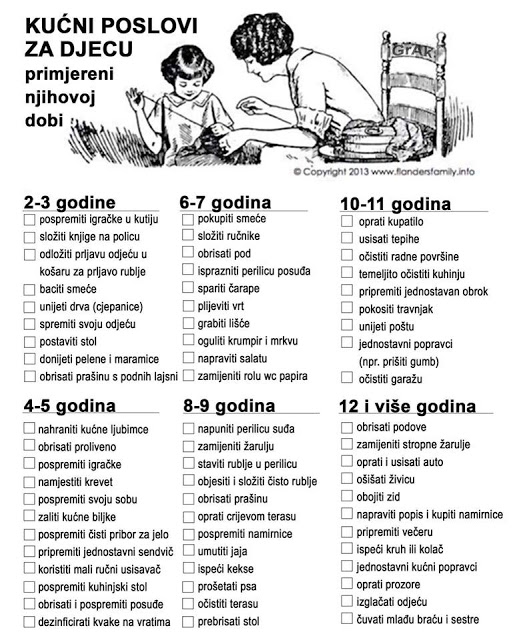 KUĆNI POSLOVI
ZA DJECU
primjereni
njihovoj
dobi
GrAK
© Copyright 2013 www.flandersfamily.info
2-3 godine
pospremiti igračke u kutiju
složiti knjige na policu
odložiti prljavu odjeću u
košaru za prljavo rublje
baciti smeće
unijeti drva (cjepanice)
spremiti svoju odjeću
postaviti stol
donijeti pelene i maramice
obrisati prašinu s podnih lajsni
6-7 godina
pokupiti smeće
složiti ručnike
obrisati pod
isprazniti perilicu posuđa
spariti čarape
plijeviti vrt
grabiti lišće
oguliti krumpir i mrkvu
napraviti salatu
zamijeniti rolu wc papira
10-11 godina
oprati kupatilo
usisati tepihe
očistiti radne površine
temeljito očistiti kuhinju
pripremiti jednostavan obrok
pokositi travnjak
unijeti poštu
jednostavni popravci
(npr. prišiti gumb)
očistiti garažu
4-5 godina
nahraniti kućne ljubimce
obrisati proliveno
pospremiti igračke
namjestiti krevet
pospremiti svoju sobu
zaliti kućne biljke
pospremiti čisti pribor za jelo
pripremiti jednostavni sendvič
koristiti mali ručni usisavač
pospremiti kuhinjski stol
obrisati i pospremiti posuđe
dezinficirati kvake na vratima
8-9 godina
napuniti perilicu suđa
zamijeniti žarulju
staviti rublje u perilicu
objesiti i složiti čisto rublje
obrisati prašinu
oprati crijevom terasu
pospremiti namirnice
umutiti jaja
ispeći kekse
prošetati psa
očistiti terasu
prebrisati stol
12 i više godina
obrisati podove
zamijeniti stropne žarulje
oprati i usisati auto
ošišati živicu
obojiti zid
napraviti popis i kupiti namirnice
pripremiti večeru
ispeći kruh ili kolač
jednostavni kućni popravci
oprati prozore
izglačati odjeću
čuvati mlađu braću i sestre